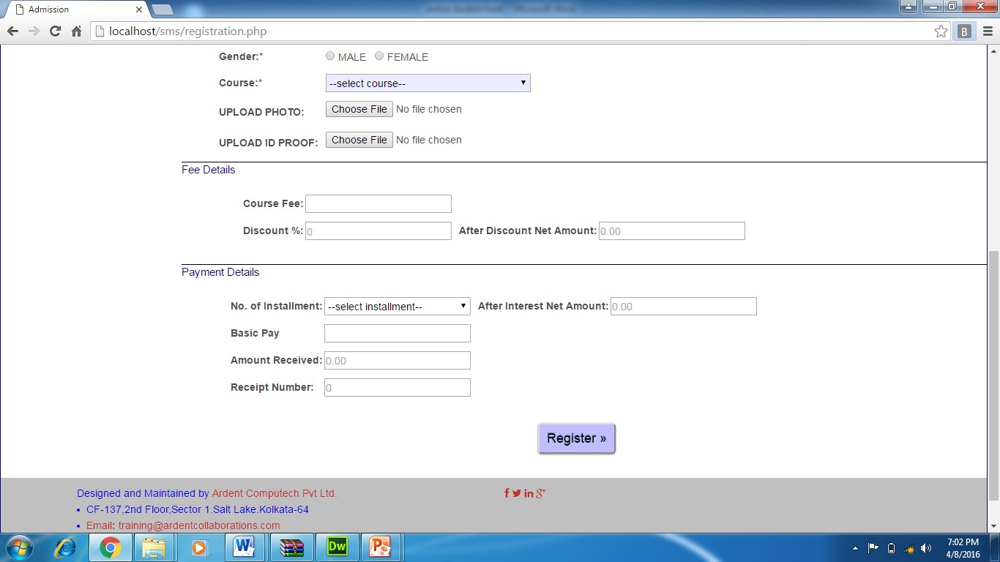 Admission
localhost/sms/registration.php
Gender:* MALE FEMALE
Course:* --select course--
UPLOAD PHOTO: Choose File No file chosen
UPLOAD ID PROOF: Choose File No file chosen
Fee Details
Course Fee:
Discount %: 0 After Discount Net Amount: 0.00
Payment Details
No. of Installment: --select installment-- After Interest Net Amount: 0.00
Basic Pay
Amount Received: 0.00
Receipt Number: 0
Register »
Designed and Maintained by Ardent Computech Pvt Ltd.
• CF-137,2nd Floor,Sector 1.Salt Lake.Kolkata-64
• Email: training@ardentcollaborations.com
7:02 PM
4/8/2016